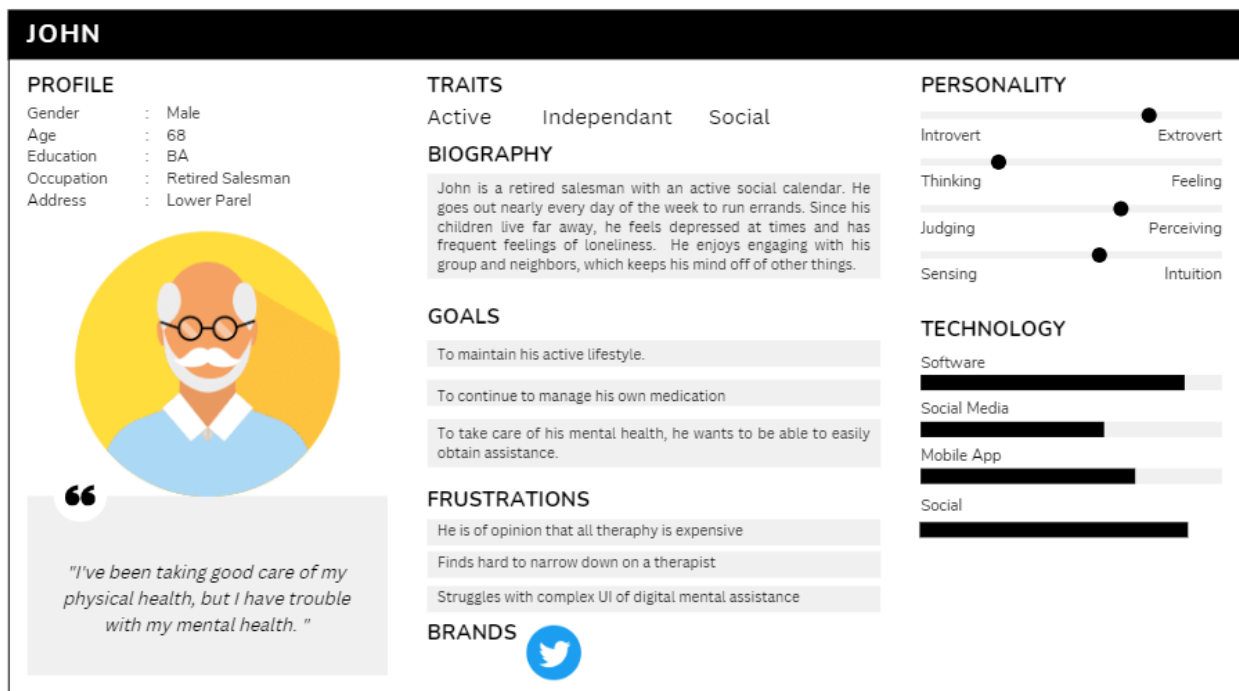 JOHN
PROFILE
Gender : Male
Age : 68
Education : BA
Occupation : Retired Salesman
Address : Lower Parel
"I've been taking good care of my
physical health, but I have trouble
with my mental health. "
TRAITS
Active Independant Social
BIOGRAPHY
John is a retired salesman with an active social calendar. He
goes out nearly every day of the week to run errands. Since his
children live far away, he feels depressed at times and has
frequent feelings of loneliness. He enjoys engaging with his
group and neighbors, which keeps his mind off of other things.
GOALS
To maintain his active lifestyle.
To continue to manage his own medication
To take care of his mental health, he wants to be able to easily
obtain assistance.
FRUSTRATIONS
He is of opinion that all theraphy is expensive
Finds hard to narrow down on a therapist
Struggles with complex UI of digital mental assistance
BRANDS
PERSONALITY
Introvert Extrovert
Thinking Feeling
Judging Perceiving
Sensing Intuition
TECHNOLOGY
Software
Social Media
Mobile App
Social